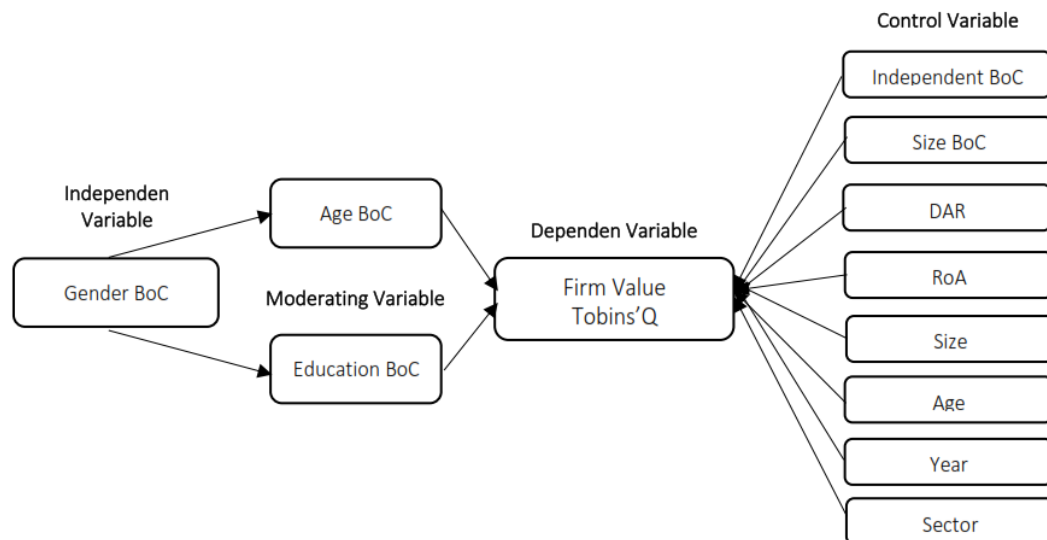 Control Variable
Independent BoC
Size BoC
Independen
Variable
Age BoC
DAR
Dependen Variable
Gender BoC
Moderating Variable
Firm Value
Tobins'Q
RoA
Size
Education BoC
Age
Year
Sector